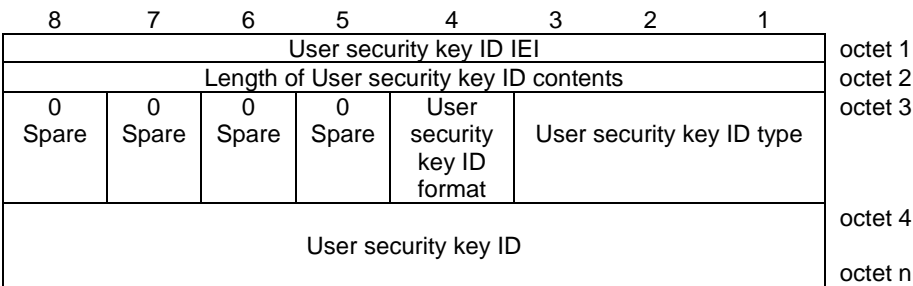 8 7 6 5 4 3 2 1
User security key ID IEI octet 1
Length of User security key ID contents octet 2
0 0 0 0 User octet 3
Spare Spare Spare Spare security User security key ID type
key ID
format
octet 4
User security key ID
octet n